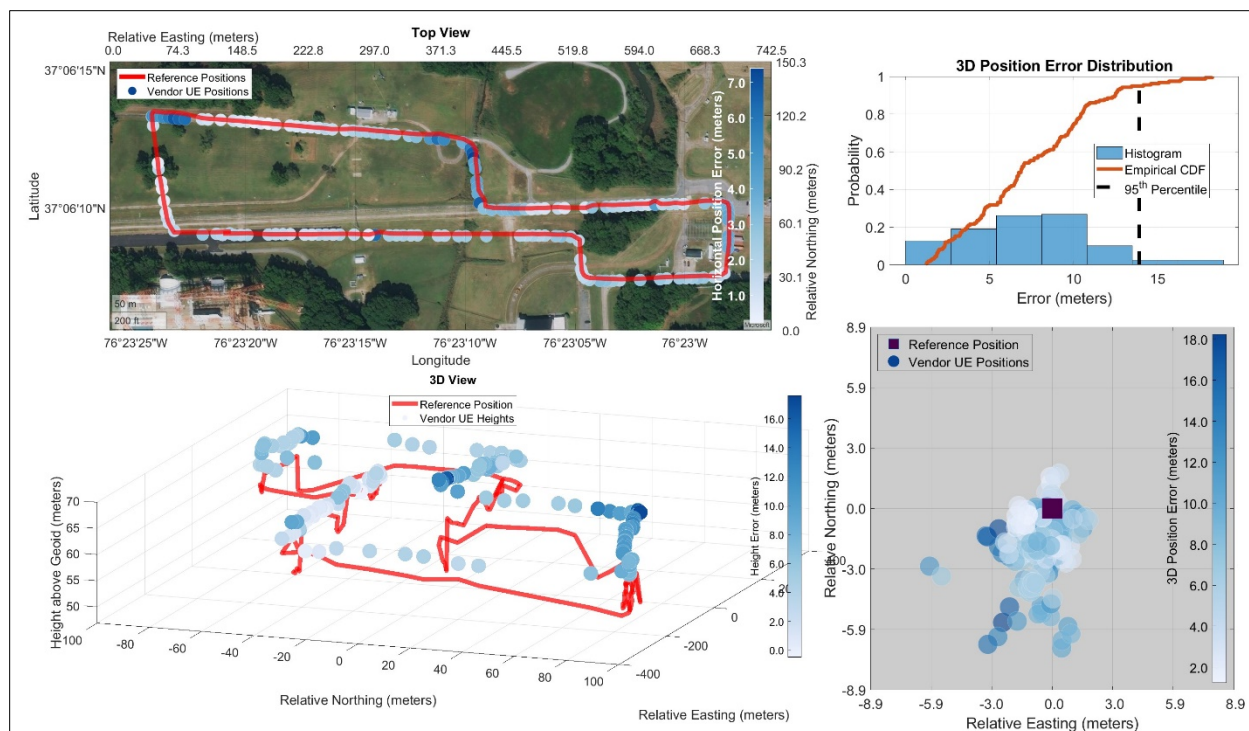 Top View
Relative Easting (meters)
0.0 74.3 148.5 222.8 297.0 371.3 445.5 519.8 594.0 668.3 742.5
37°06'15"N
37°06'10"N
Latitude
Reference Positions
Vendor UE Positions
50 m
200 ft
Microsoft
76°23'25"W 76°23'20"W 76°23'15"W 76°23'10"W 76°23'05"W 76°23'W
Longitude
7.0
6.0
5.0
4.0
3.0
2.0
1.0
Horizontal Position Error (meters)
150.3
120.2
90.2
60.1
30.1
0.0
Relative Northing (meters)
3D Position Error Distribution
1
0.8
0.6
0.4
0.2
0
Probability
Histogram
Empirical CDF
95th Percentile
0 5 10 15
Error (meters)
3D View
Reference Position
Vendor UE Heights
Height above Geoid (meters)
70
65
60
55
50
100 -80 -60 -40 -20 0 20 40 60 80 100
Relative Northing (meters)
-400
-200
0
Relative Easting (meters)
16.0
14.0
12.0
10.0
8.0
6.0
4.0
2.0
0.0
Height Error (meters)
Reference Position
Vendor UE Positions
8.9
5.9
3.0
0.0
-3.0
-5.9
-8.9
Relative Northing (meters)
-8.9 -5.9 -3.0 0.0 3.0 5.9 8.9
Relative Easting (meters)
18.0
16.0
14.0
12.0
10.0
8.0
6.0
4.0
2.0
3D Position Error (meters)